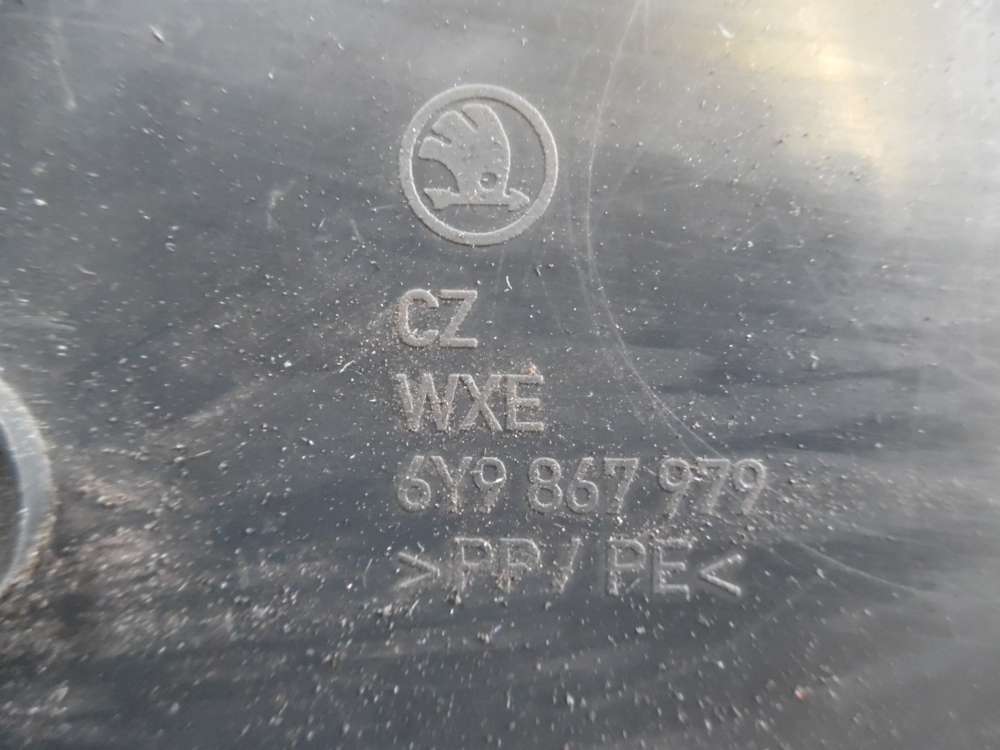 CZ
WXE
6Y9 867 979
>PP/PE<